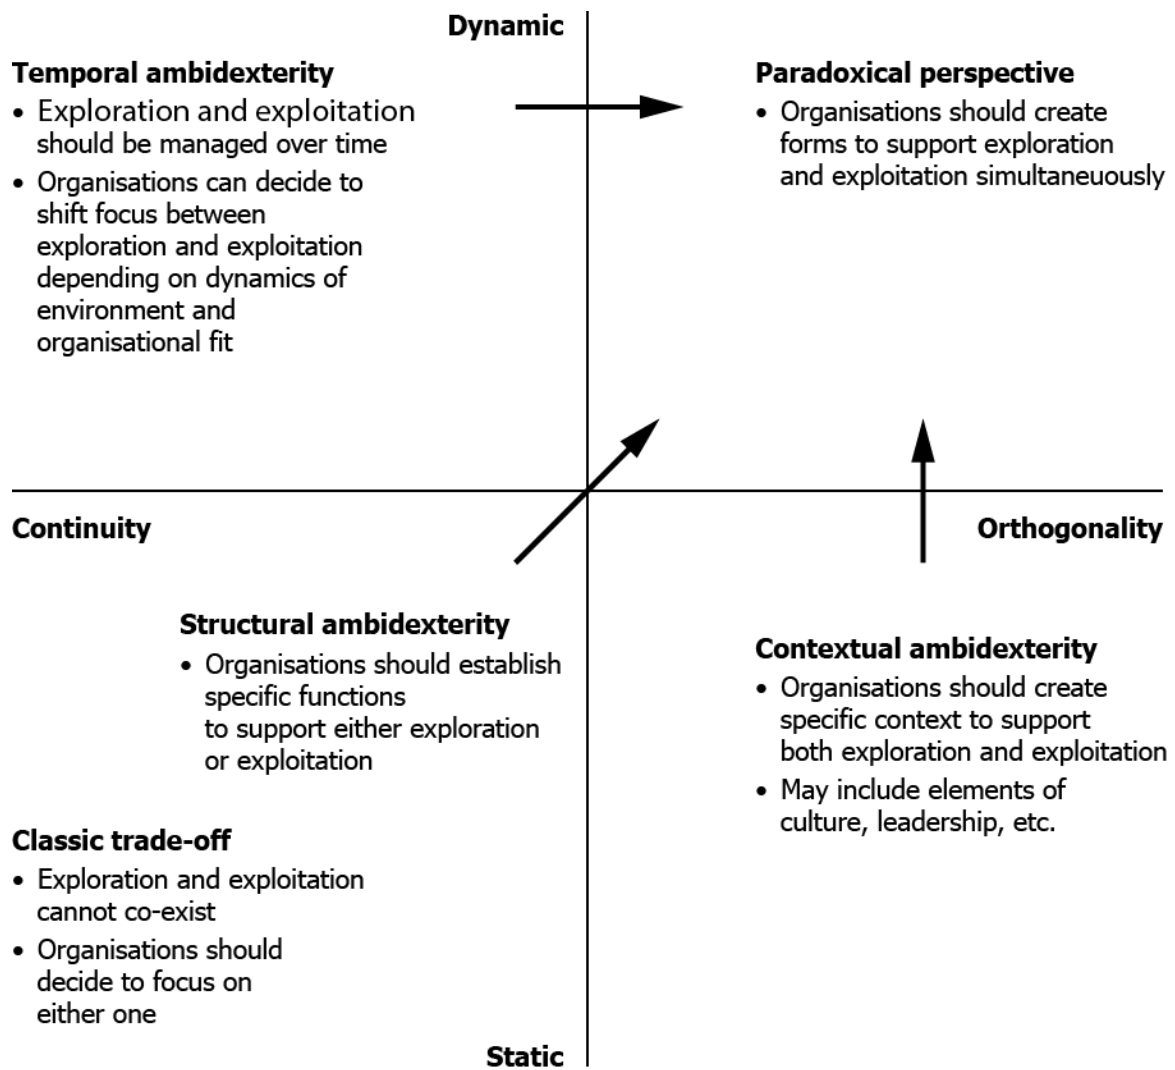 Dynamic
Temporal ambidexterity
• Exploration and exploitation
should be managed over time
• Organisations can decide to
shift focus between
exploration and exploitation
depending on dynamics of
environment and
organisational fit
Paradoxical perspective
• Organisations should create
forms to support exploration
and exploitation simultaneuously
Continuity
Orthogonality
Structural ambidexterity
• Organisations should establish
specific functions
to support either exploration
or exploitation
Contextual ambidexterity
• Organisations should create
specific context to support
both exploration and exploitation
• May include elements of
culture, leadership, etc.
Classic trade-off
• Exploration and exploitation
cannot co-exist
• Organisations should
decide to focus on
either one
Static